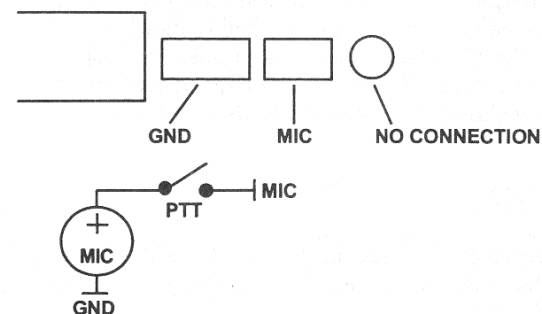 GND MIC NO CONNECTION
MIC
PTT
+
MIC
GND